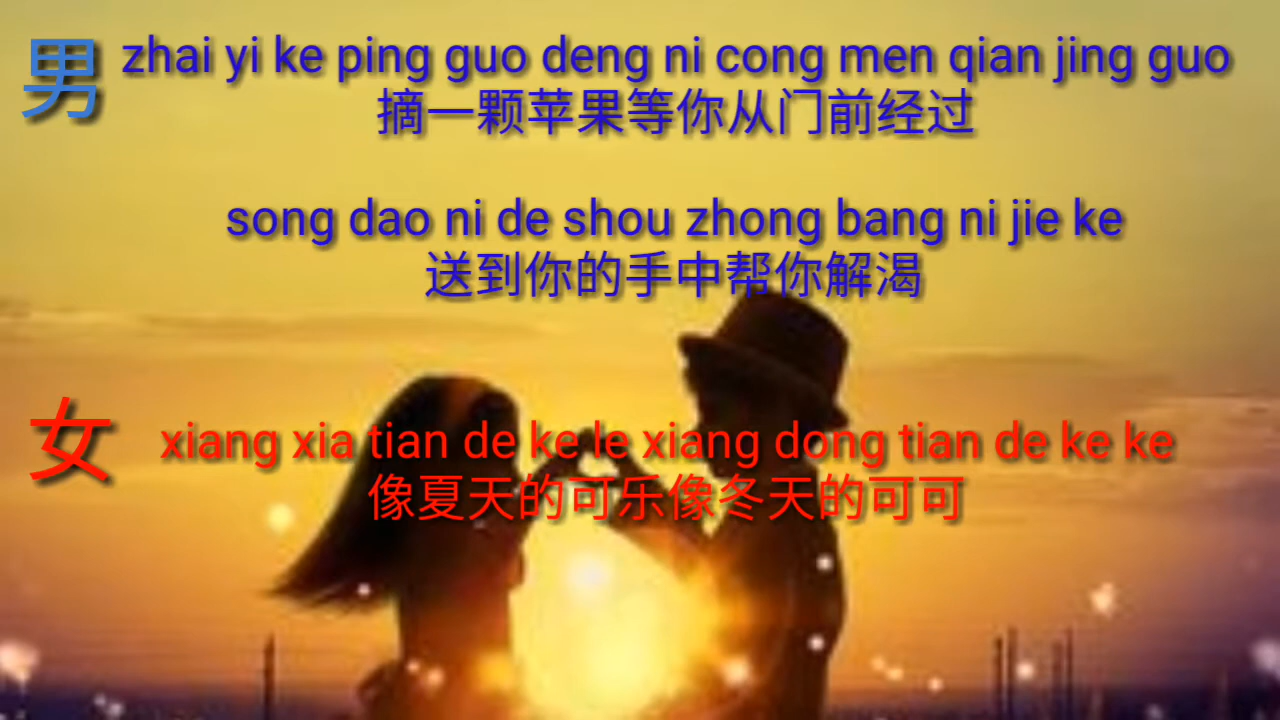 男
zhai yi ke ping guo deng ni cong men qian jing guo
摘一颗苹果等你从门前经过
song dao ni de shou zhong bang ni jie ke
送到你的手中帮你解渴
女
xiang xia tian de ke le xiang dong tian de ke ke
像夏天的可乐像冬天的可可